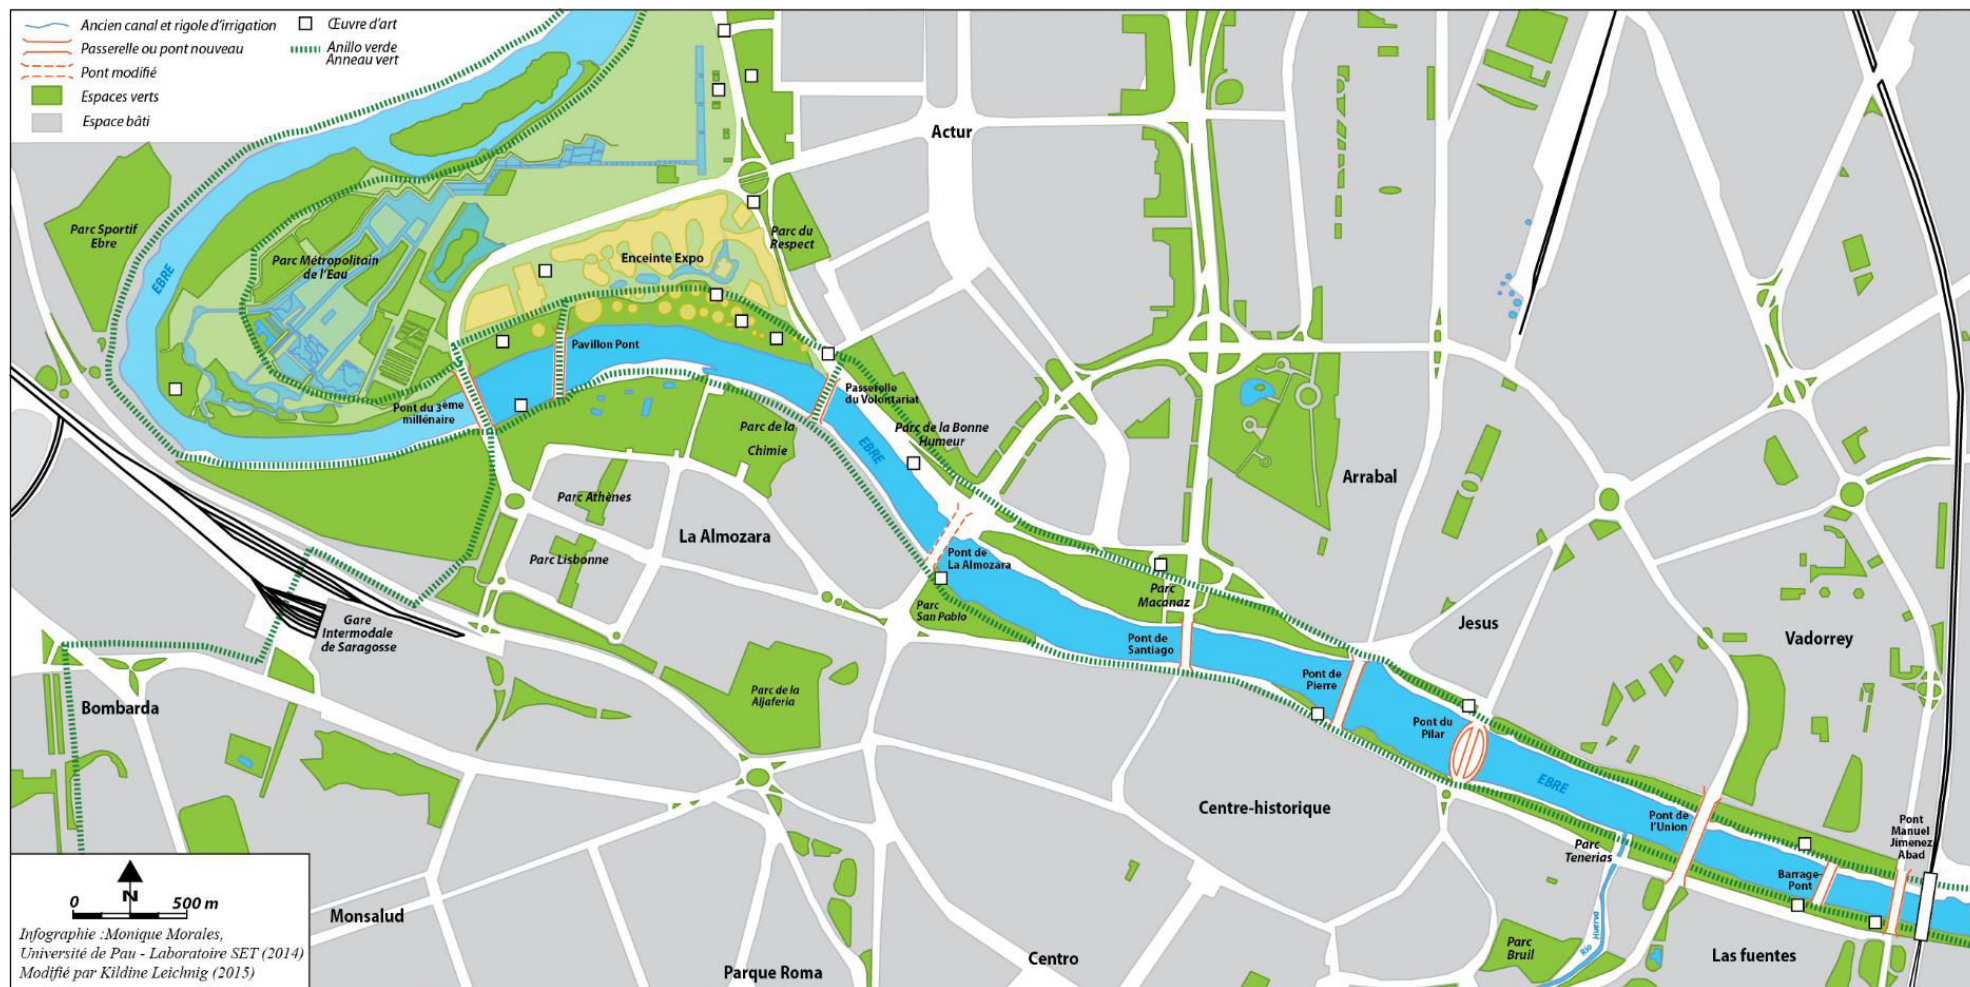 Ancien canal et rigole d'irrigation
Passerelle ou pont nouveau
Pont modifié
Espaces verts
Espace bâti
Œuvre d'art
Anillo verde
Anneau vert
Actur
Parc Sportif
Ebre
EBRE
Parc Métropolitain
de l'Eau
Enceinte Expo
Parc du
Respect
Pavillon Pont
Pont du 3ème
millénaire
Passerelle
du Volontariat
Parc de la
Chimie
EBRE
Parc de la Bonne
Humeur
Arrabal
Parc Athènes
La Almozara
Parc Lisbonne
Pont de
La Almozara
Parc
San Pablo
Parc
Macanaz
Gare
Intermodale
de Saragosse
Pont de
Santiago
Jesus
Vadorrey
Bombarda
Parc de la
Aljaferia
Pont de
Pierre
Pont du
Pilar
EBRE
Centre-historique
Pont de
l'Union
Pont
Manuel
Jimenez
Abad
Parc
Tenerias
Barrage-
Pont
Rio Huerva
Parc
Bruil
Las fuentes
Monsalud
Parque Roma
Centro
N
0 500 m
Infographie :Monique Morales,
Université de Pau - Laboratoire SET (2014)
Modifié par Kildine Leichnig (2015)